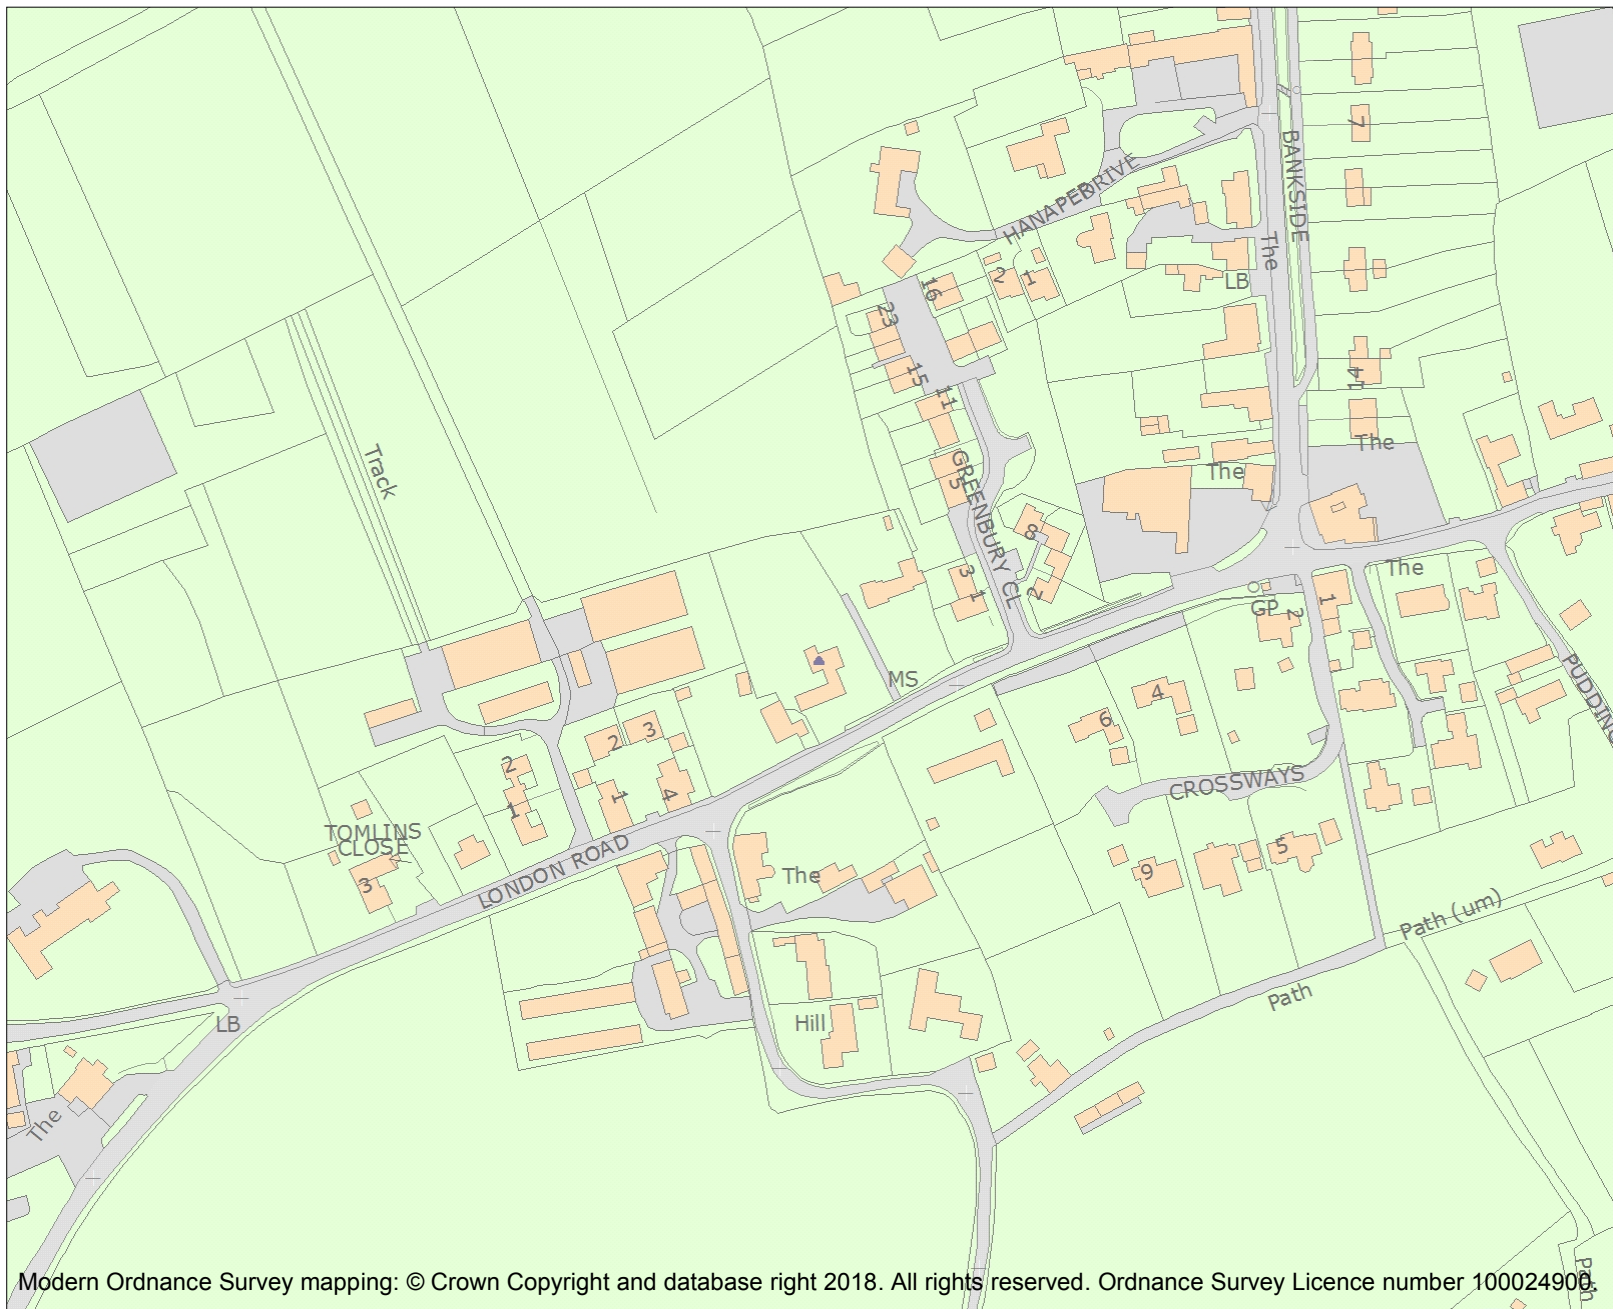 BANKSIDE
7
HANAPER DRIVE
The
2
1
LB
16
23
15
11
14
The
The
Track
GREENBURY CL
5
8
3
1
2
The
GP
2
1
MS
PUDDING
4
6
2
3
2
1
1
4
CROSSWAYS
TOMLINS
CLOSE
3
LONDON ROAD
The
5
9
Path (um)
Path
LB
Hill
The
Path
Modern Ordnance Survey mapping: © Crown Copyright and database right 2018. All rights reserved. Ordnance Survey Licence number 100024900.